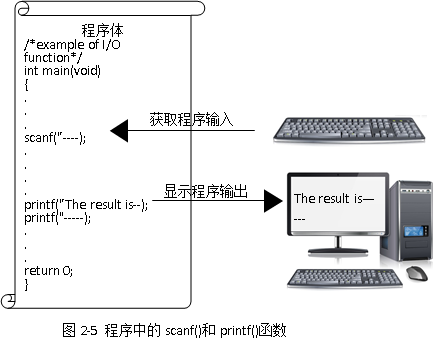 程序体
/*example of I/O
function*/
int main(void)
{
.
.
.
scanf("----);
.
.
.
.
printf("The result is--);
printf("-----);
.
.
.
return 0;
}
获取程序输入
显示程序输出
The result is—
---
图 2-5 程序中的 scanf()和 printf()函数